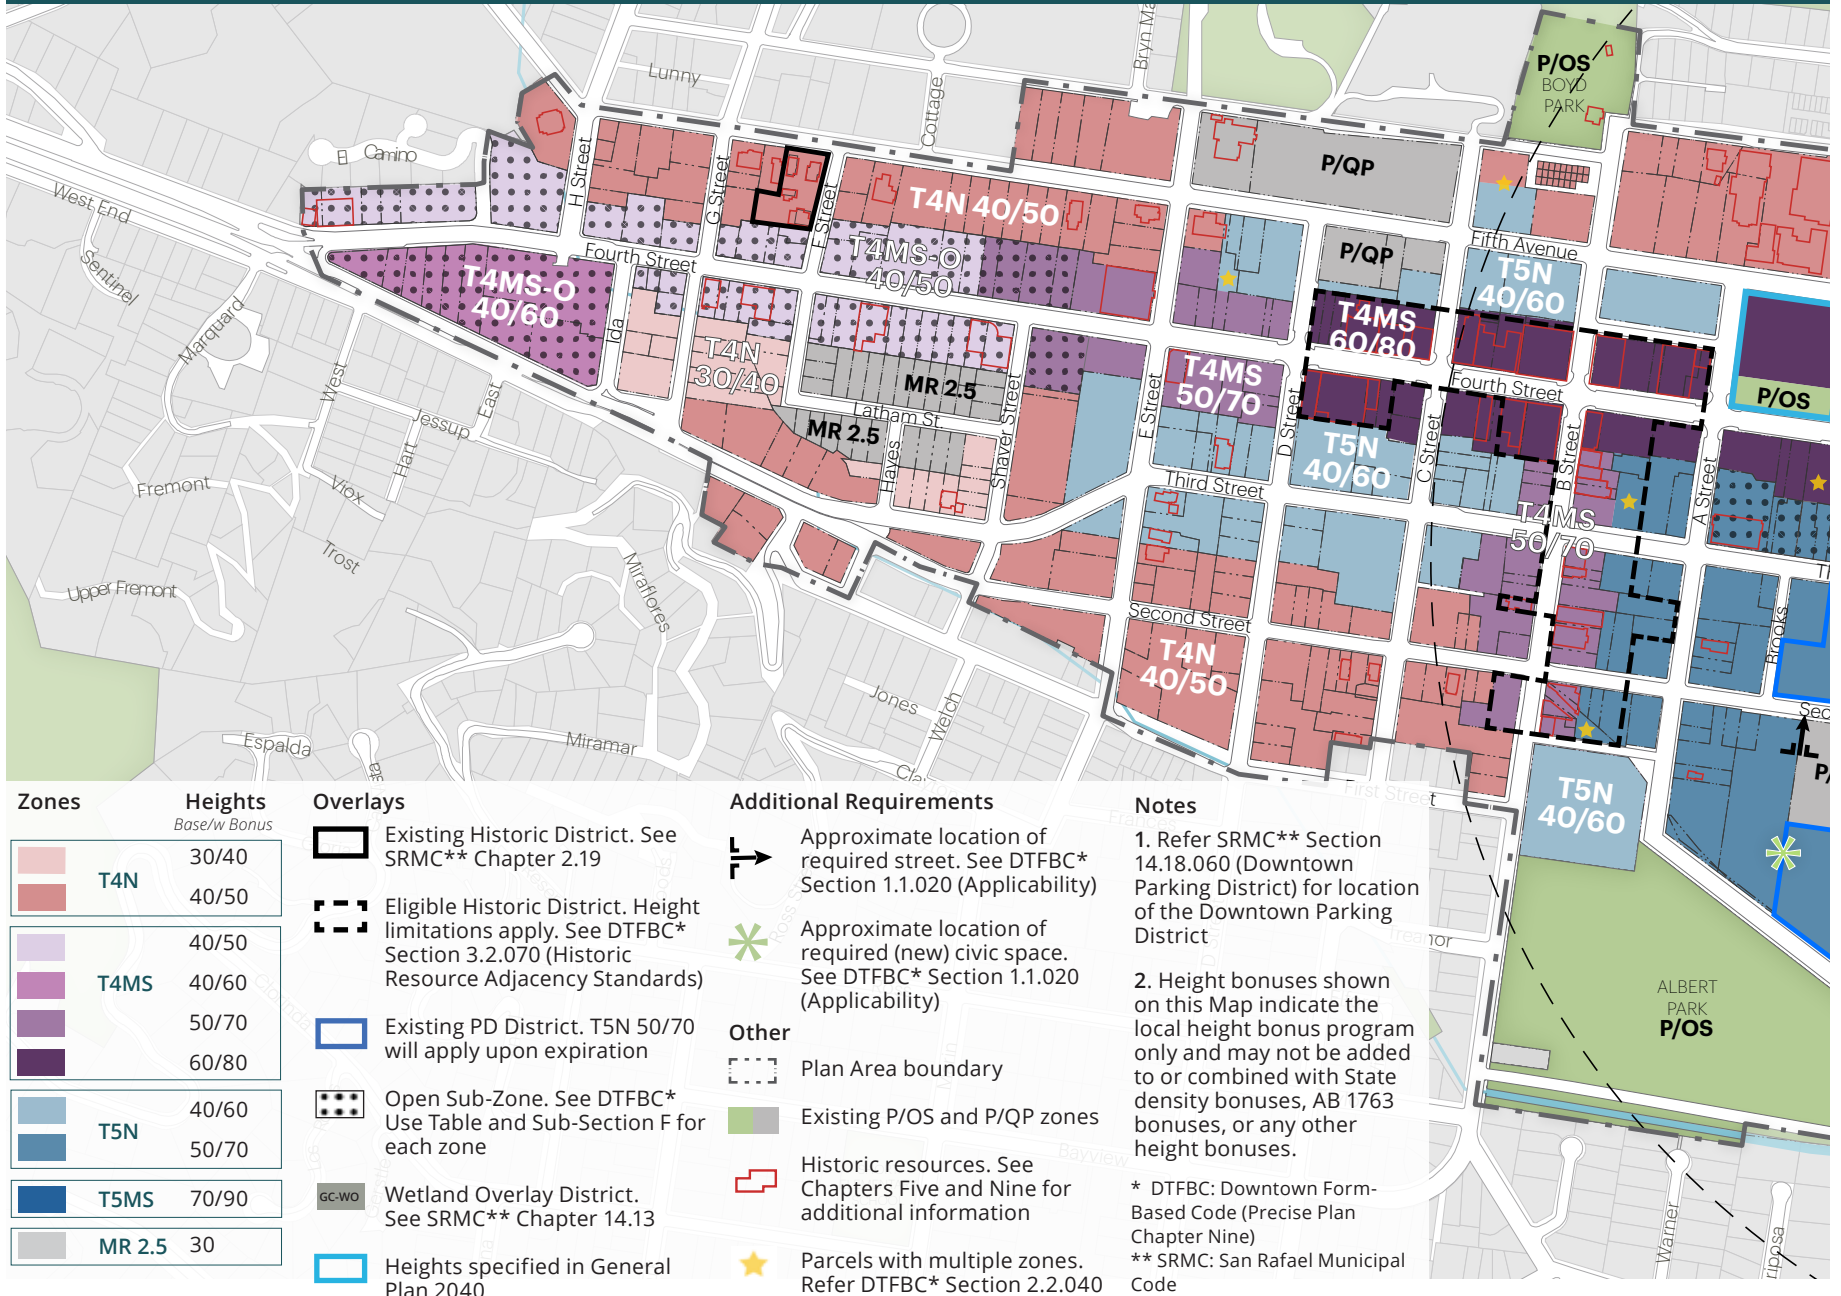 Lunny
Cottage
Bryn Ma
P/OS
BOYD
PARK
El Camino
H Street
G Street
F Street
P/QP
T4N 40/50
West End
Fourth Street
T4MS-O
40/50
P/QP
Fifth Avenue
T5N
40/60
Sentinel
T4MS-O
40/60
T4MS
60/80
Marquard
Ida
T4N
30/40
MR 2.5
T4MS
50/70
Fourth Street
P/OS
West
East
Latham St.
E Street
D Street
Jessup
MR 2.5
T5N
40/60
C Street
B Street
A Street
Hart
Hayes
Shaver Street
Fremont
Viox
Third Street
T4MS
50/70
Trost
Th
Upper Fremont
Miraflores
Second Street
Brooks
T4N
40/50
Jones
Welch
Sec
Espalda
Miramar
P/
Clayton
First Street
T5N
40/60
Frances
Ross S
Treanor
ALBERT
PARK
P/OS
Bayview
Warner
riposa
Zones
Heights
Base/w Bonus
T4N
30/40
40/50
T4MS
40/50
40/60
50/70
60/80
T5N
40/60
50/70
T5MS 70/90
MR 2.5 30
Overlays
Existing Historic District. See
SRMC** Chapter 2.19
Eligible Historic District. Height
limitations apply. See DTFBC*
Section 3.2.070 (Historic
Resource Adjacency Standards)
Existing PD District. T5N 50/70
will apply upon expiration
Open Sub-Zone. See DTFBC*
Use Table and Sub-Section F for
each zone
GC-WO
Wetland Overlay District.
See SRMC** Chapter 14.13
Heights specified in General
Plan 2040
Additional Requirements
Approximate location of
required street. See DTFBC*
Section 1.1.020 (Applicability)
Approximate location of
required (new) civic space.
See DTFBC* Section 1.1.020
(Applicability)
Other
Plan Area boundary
Existing P/OS and P/QP zones
Historic resources. See
Chapters Five and Nine for
additional information
Parcels with multiple zones.
Refer DTFBC* Section 2.2.040
Notes
1. Refer SRMC** Section
14.18.060 (Downtown
Parking District) for location
of the Downtown Parking
District
2. Height bonuses shown
on this Map indicate the
local height bonus program
only and may not be added
to or combined with State
density bonuses, AB 1763
bonuses, or any other
height bonuses.
* DTFBC: Downtown Form-
Based Code (Precise Plan
Chapter Nine)
** SRMC: San Rafael Municipal
Code